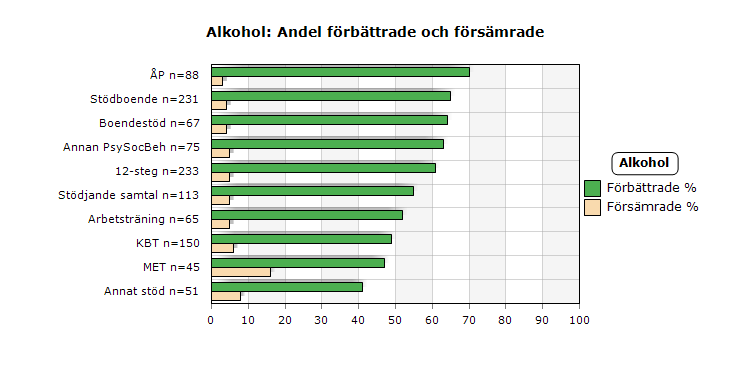 Alkohol: Andel förbättrade och försämrade
ÅP n=88
Stödboende n=231
Boendestöd n=67
Annan PsySocBeh n=75
12-steg n=233
Stödjande samtal n=113
Arbetsträning n=65
KBT n=150
MET n=45
Annat stöd n=51
0 10 20 30 40 50 60 70 80 90 100
Alkohol
Förbättrade %
Försämrade %